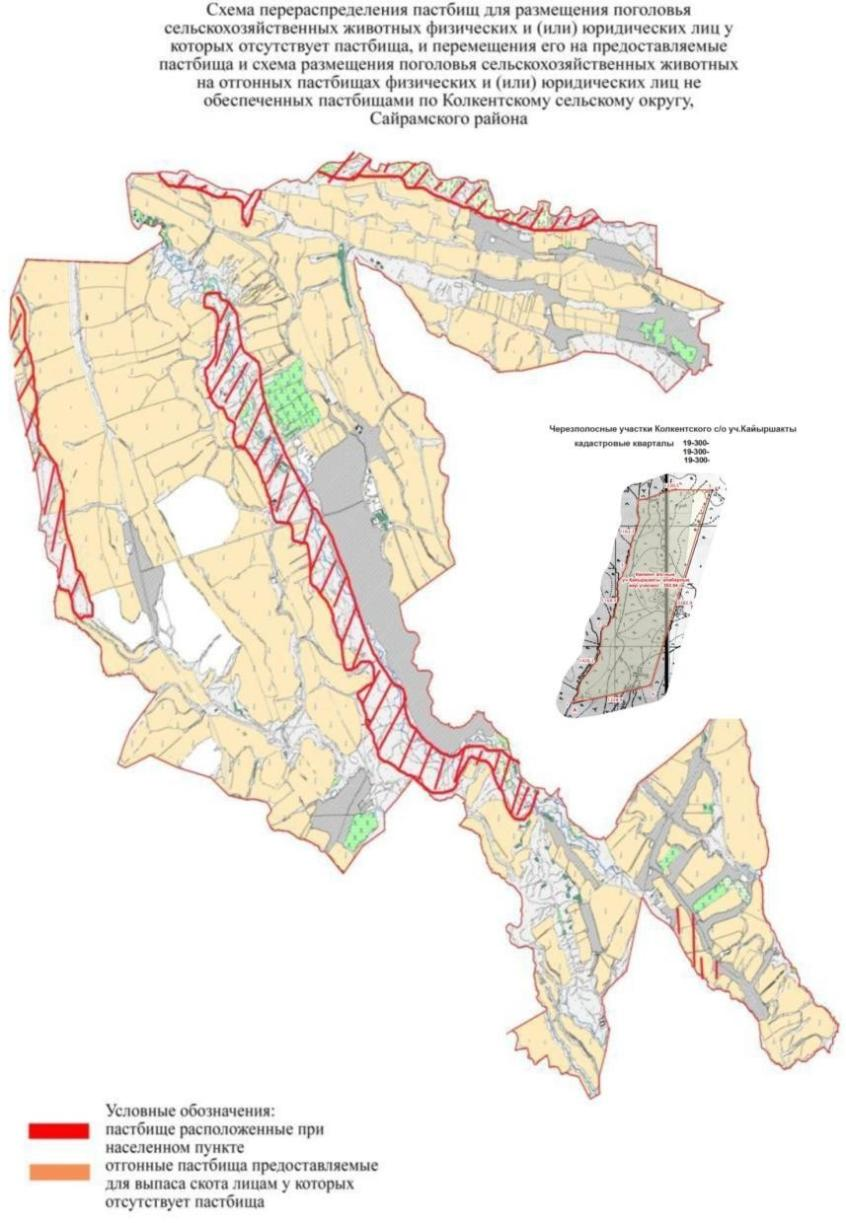 Схема перераспределения пастбищ для размещения поголовья
сельскохозяйственных животных физических и (или) юридических лиц у
которых отсутствует пастбища, и перемещения его на предоставляемые
пастбища и схема размещения поголовья сельскохозяйственных животных
на отгонных пастбищах физических и (или) юридических лиц не
обеспеченных пастбищами по Колкентскому сельскому округу,
Сайрамского района
Черезполосные участки Колкентского с/о уч.Кайыршакты
кадастровые кварталы 19-300-
19-300-
19-300-
Условные обозначения:
пастбище расположенные при
населенном пункте
отгонные пастбища предоставляемые
для выпаса скота лицам у которых
отсутствует пастбища